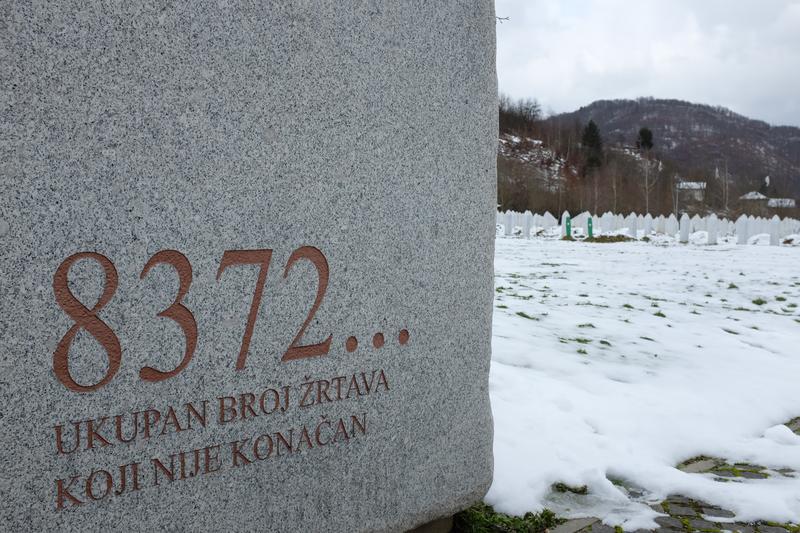 8372...
UKUPAN BROJ ŽRTAVA
KOJI NIJE KONAČAN